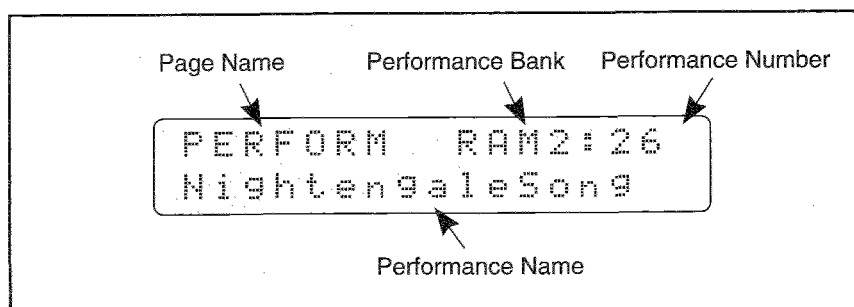 Page Name Performance Bank Performance Number
PERFORM RAM2:26
NightengaleSong
Performance Name